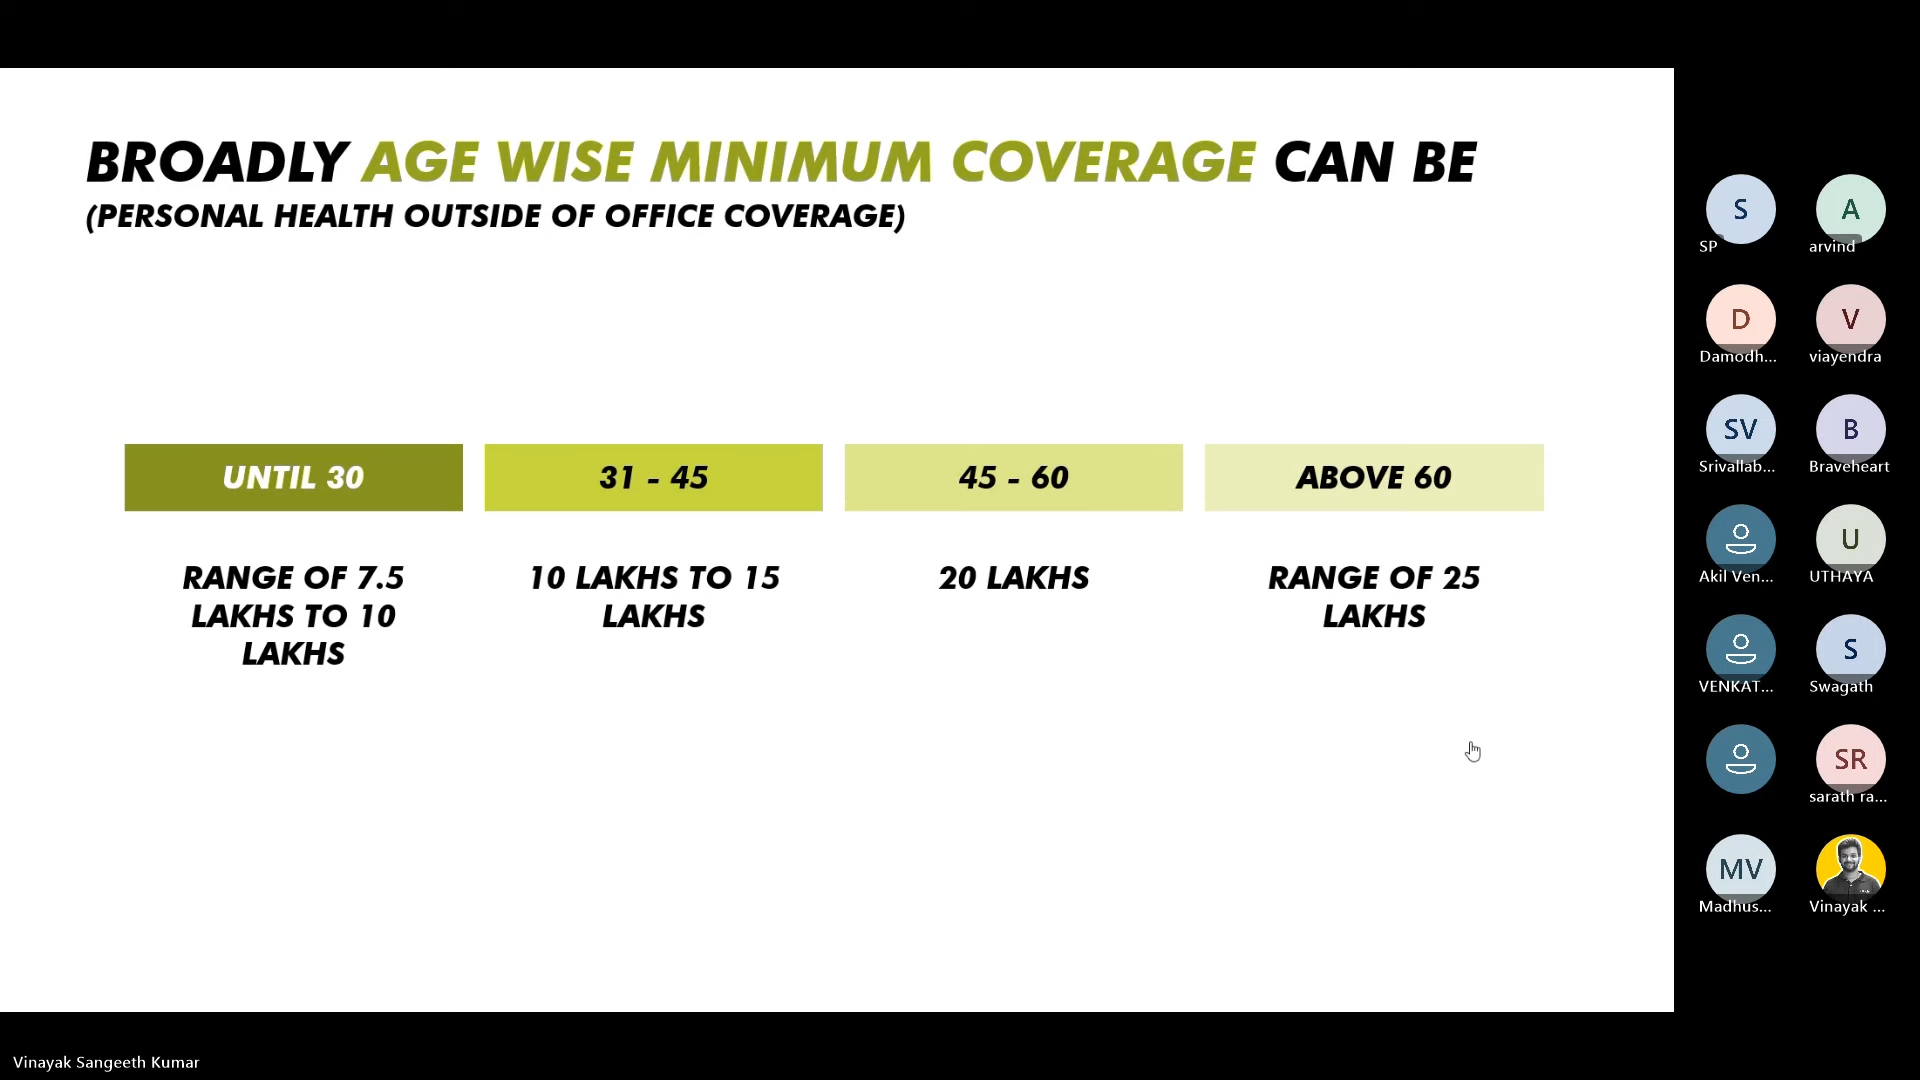 BROADLY AGE WISE MINIMUM COVERAGE CAN BE
(PERSONAL HEALTH OUTSIDE OF OFFICE COVERAGE)
UNTIL 30
RANGE OF 7.5
LAKHS TO 10
LAKHS
31 - 45
10 LAKHS TO 15
LAKHS
45 - 60
20 LAKHS
ABOVE 60
RANGE OF 25
LAKHS
S
SP
A
arvind
D
Damodh...
V
viayendra
SV
Srivallab...
B
Braveheart
Akil Ven...
U
UTHAYA
VENKAT...
S
Swagath
SR
sarath ra...
MV
Madhus...
Vinayak ...
Vinayak Sangeeth Kumar